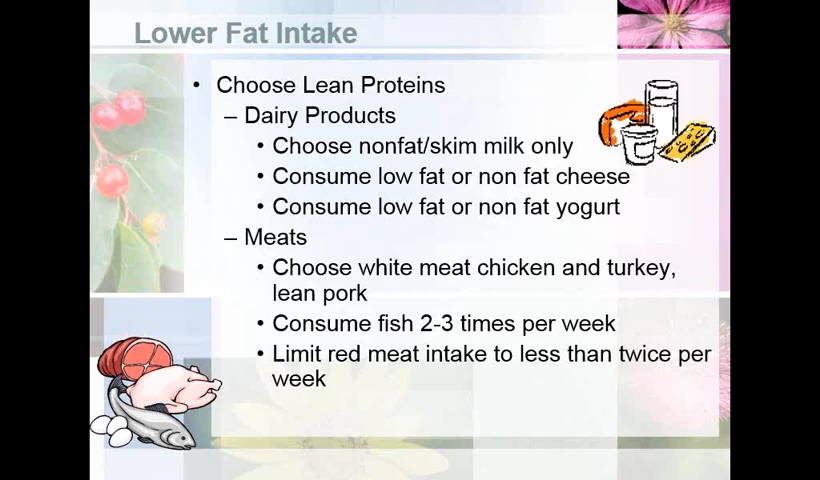 Lower Fat Intake
• Choose Lean Proteins
– Dairy Products
• Choose nonfat/skim milk only
• Consume low fat or non fat cheese
• Consume low fat or non fat yogurt
– Meats
• Choose white meat chicken and turkey,
lean pork
• Consume fish 2-3 times per week
• Limit red meat intake to less than twice per
week